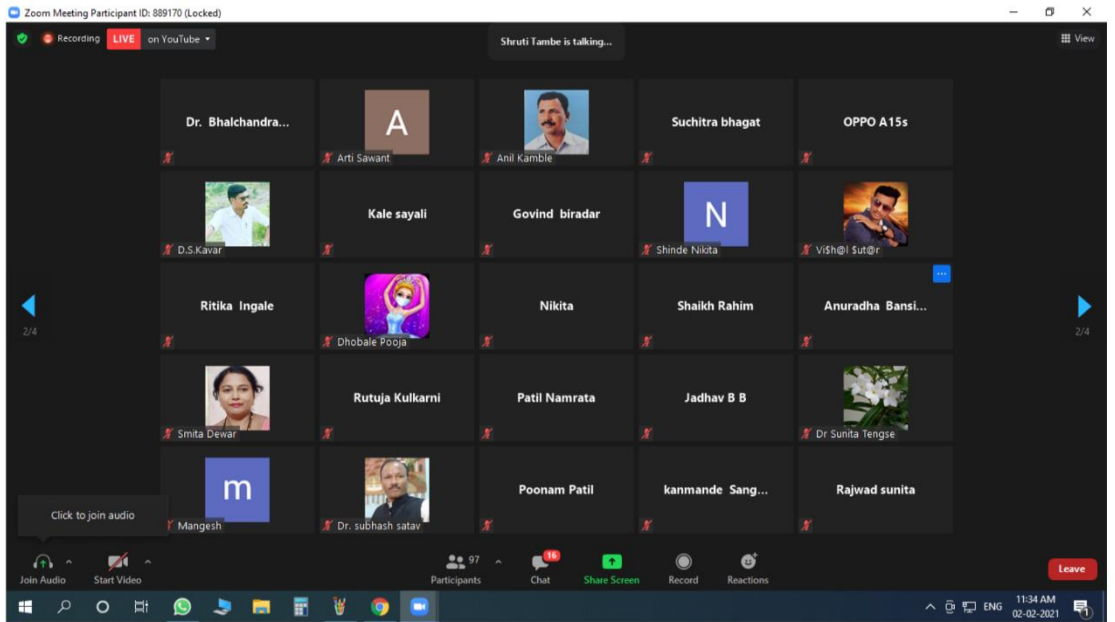 Zoom Meeting Participant ID: 889170 (Locked)
Recording LIVE on YouTube
Shruti Tambe is talking...
View
Dr. Bhalchandra...
A
Arti Sawant
Anil Kamble
Suchitra bhagat
OPPO A15s
D.S.Kavar
Kale sayali
Govind biradar
N
Shinde Nikita
Vi$h@l $ut@r
Ritika Ingale
Dhobale Pooja
Nikita
Shaikh Rahim
Anuradha Bansi...
...
2/4
2/4
Smita Dewar
Rutuja Kulkarni
Patil Namrata
Jadhav B B
Dr Sunita Tengse
m
Mangesh
Dr. subhash satav
Poonam Patil
kanmande Sang...
Rajwad sunita
Click to join audio
Join Audio
Start Video
97
Participants
16
Chat
Share Screen
Record
Reactions
Leave
ENG
11:34 AM
02-02-2021
1